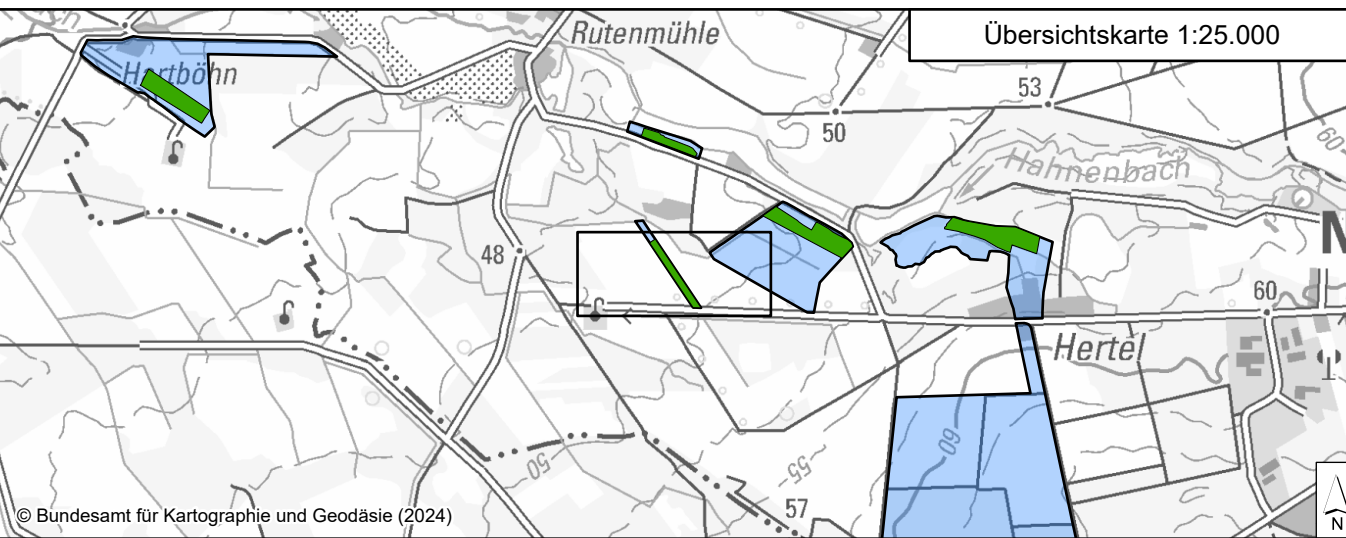 Übersichtskarte 1:25.000
Rutenmühle
Hartböhn
53
50
60
Hahnenbach
48
N
60
Hertel
60
50
55
57
© Bundesamt für Kartographie und Geodäsie (2024)
N